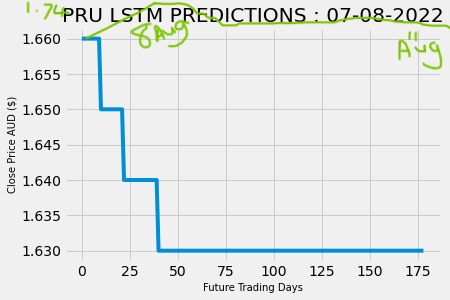 1.74
PRU LSTM PREDICTIONS : 07-08-2022
8 Aug
11 Aug
1.660
1.655
1.650
1.645
1.640
1.635
1.630
Close Price AUD ($)
0 25 50 75 100 125 150 175
Future Trading Days